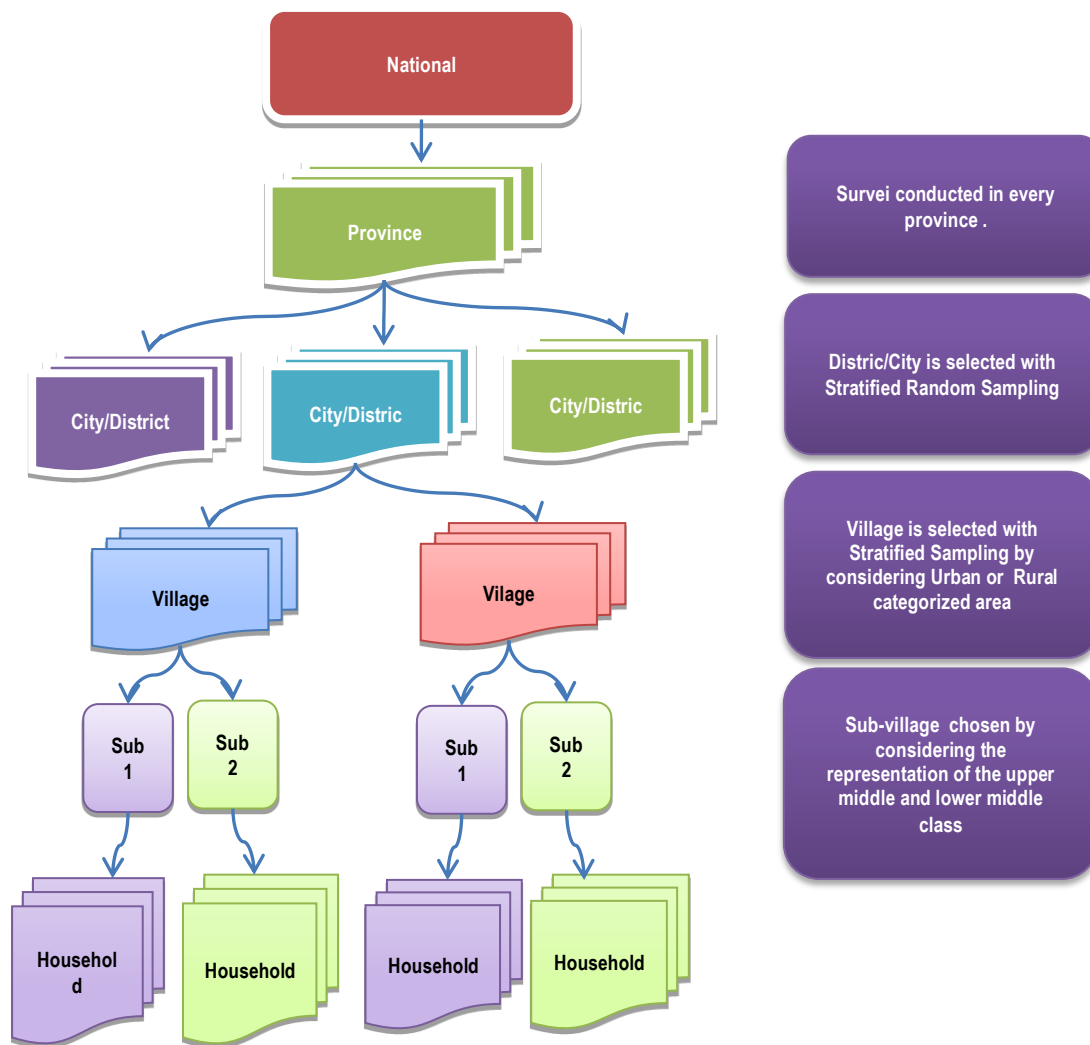 National
Province
Survei conducted in every
province .
City/District
City/Distric
City/Distric
Distric/City is selected with
Stratified Random Sampling
Village
Vilage
Village is selected with
Stratified Sampling by
considering Urban or Rural
categorized area
Sub
1
Sub
2
Sub
1
Sub
2
Sub-village chosen by
considering the
representation of the upper
middle and lower middle
class
Househol
d
Household
Household
Household